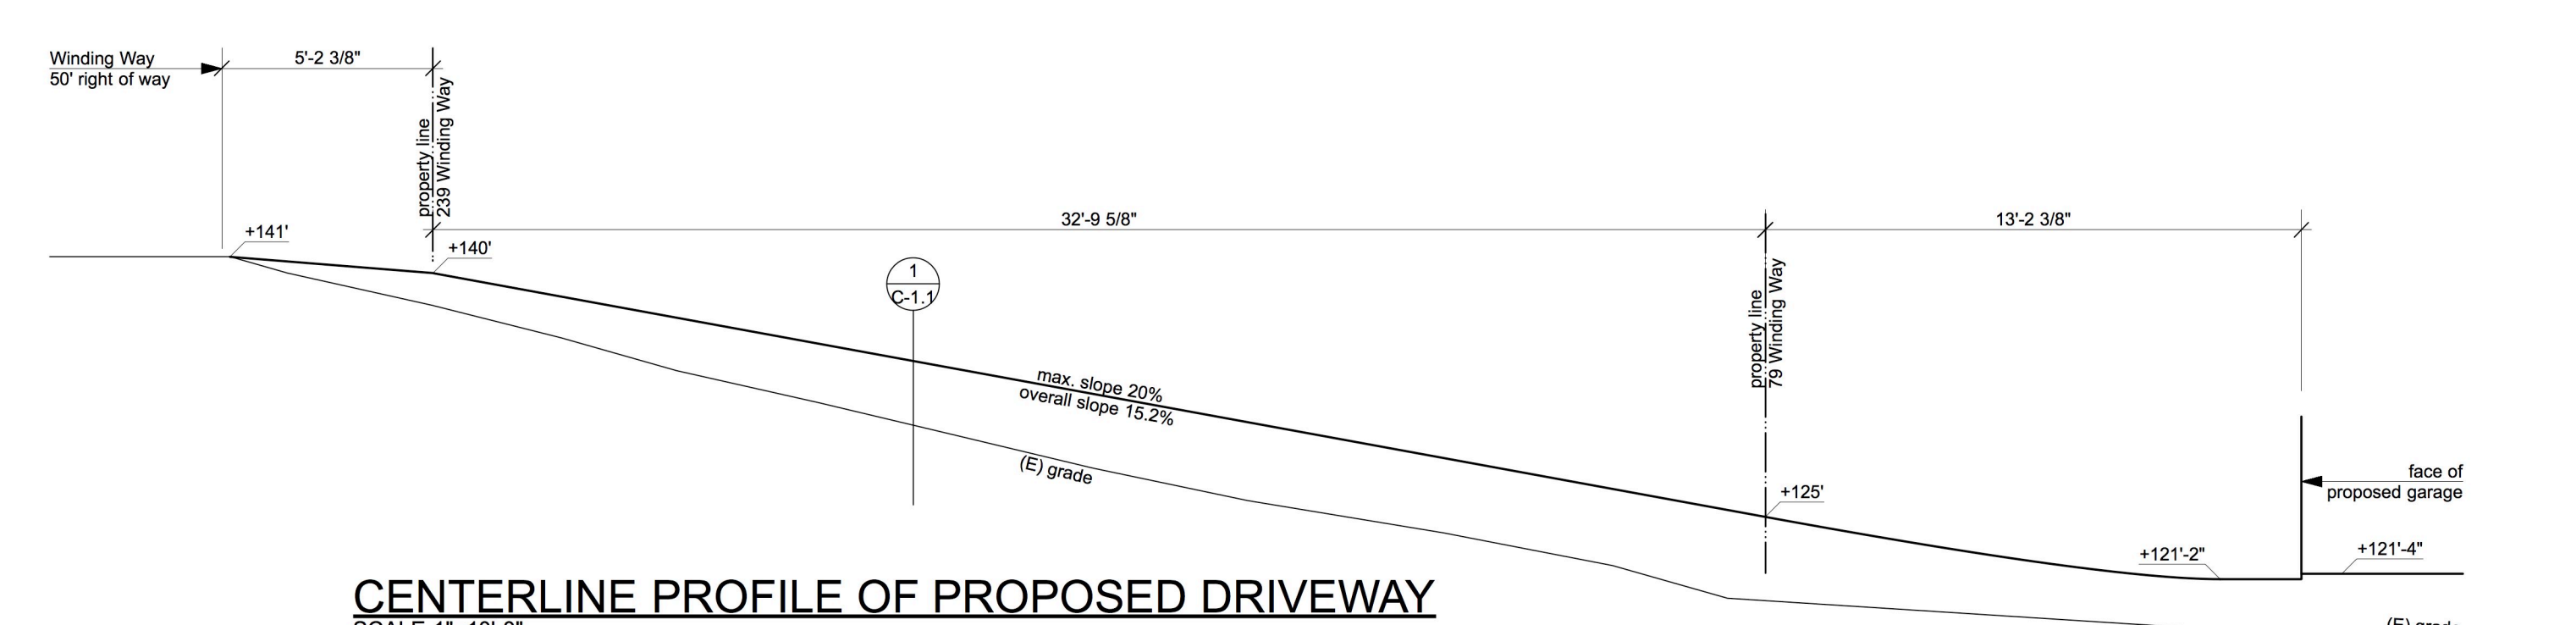 Winding Way
50' right of way
5'-2 3/8"
property line
239 Winding Way
+141'
+140'
32'-9 5/8"
13'-2 3/8"
1
C-1.1
max. slope 20%
overall slope 15.2%
(E) grade
property line
79 Winding Way
+125'
face of
proposed garage
+121'-2"
+121'-4"
CENTERLINE PROFILE OF PROPOSED DRIVEWAY
(E) grade